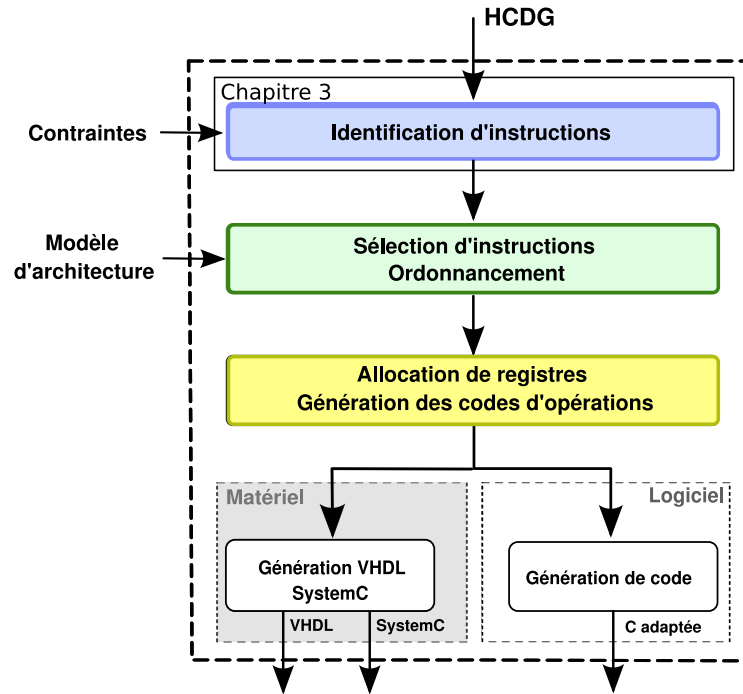 HCDG
Chapitre 3
Contraintes
Identification d'instructions
Modèle
d'architecture
Sélection d'instructions
Ordonnancement
Allocation de registres
Génération des codes d'opérations
Matériel
Logiciel
Génération VHDL
SystemC
Génération de code
VHDL
SystemC
C adaptée